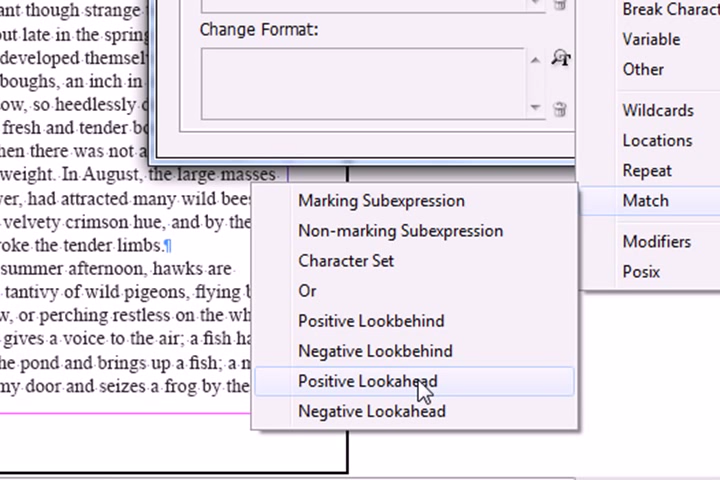 ant though strange t
out late in the spring
developed themsel
boughs, an inch in
ow, so heedlessly
fresh and tender bo
hen there was not a
weight. In August, the large masses
ver, had attracted many wild bees
velvety crimson hue, and by the
roke the tender limbs.¶
summer afternoon, hawks are
tantivy of wild pigeons, flying b
w, or perching restless on the wh
gives a voice to the air; a fish ha
he pond and brings up a fish; a m
my door and seizes a frog by the
Change Format:
Break Charact
Variable
Other
Wildcards
Locations
Repeat
Match
Modifiers
Posix
Marking Subexpression
Non-marking Subexpression
Character Set
Or
Positive Lookbehind
Negative Lookbehind
Positive Lookahead
Negative Lookahead